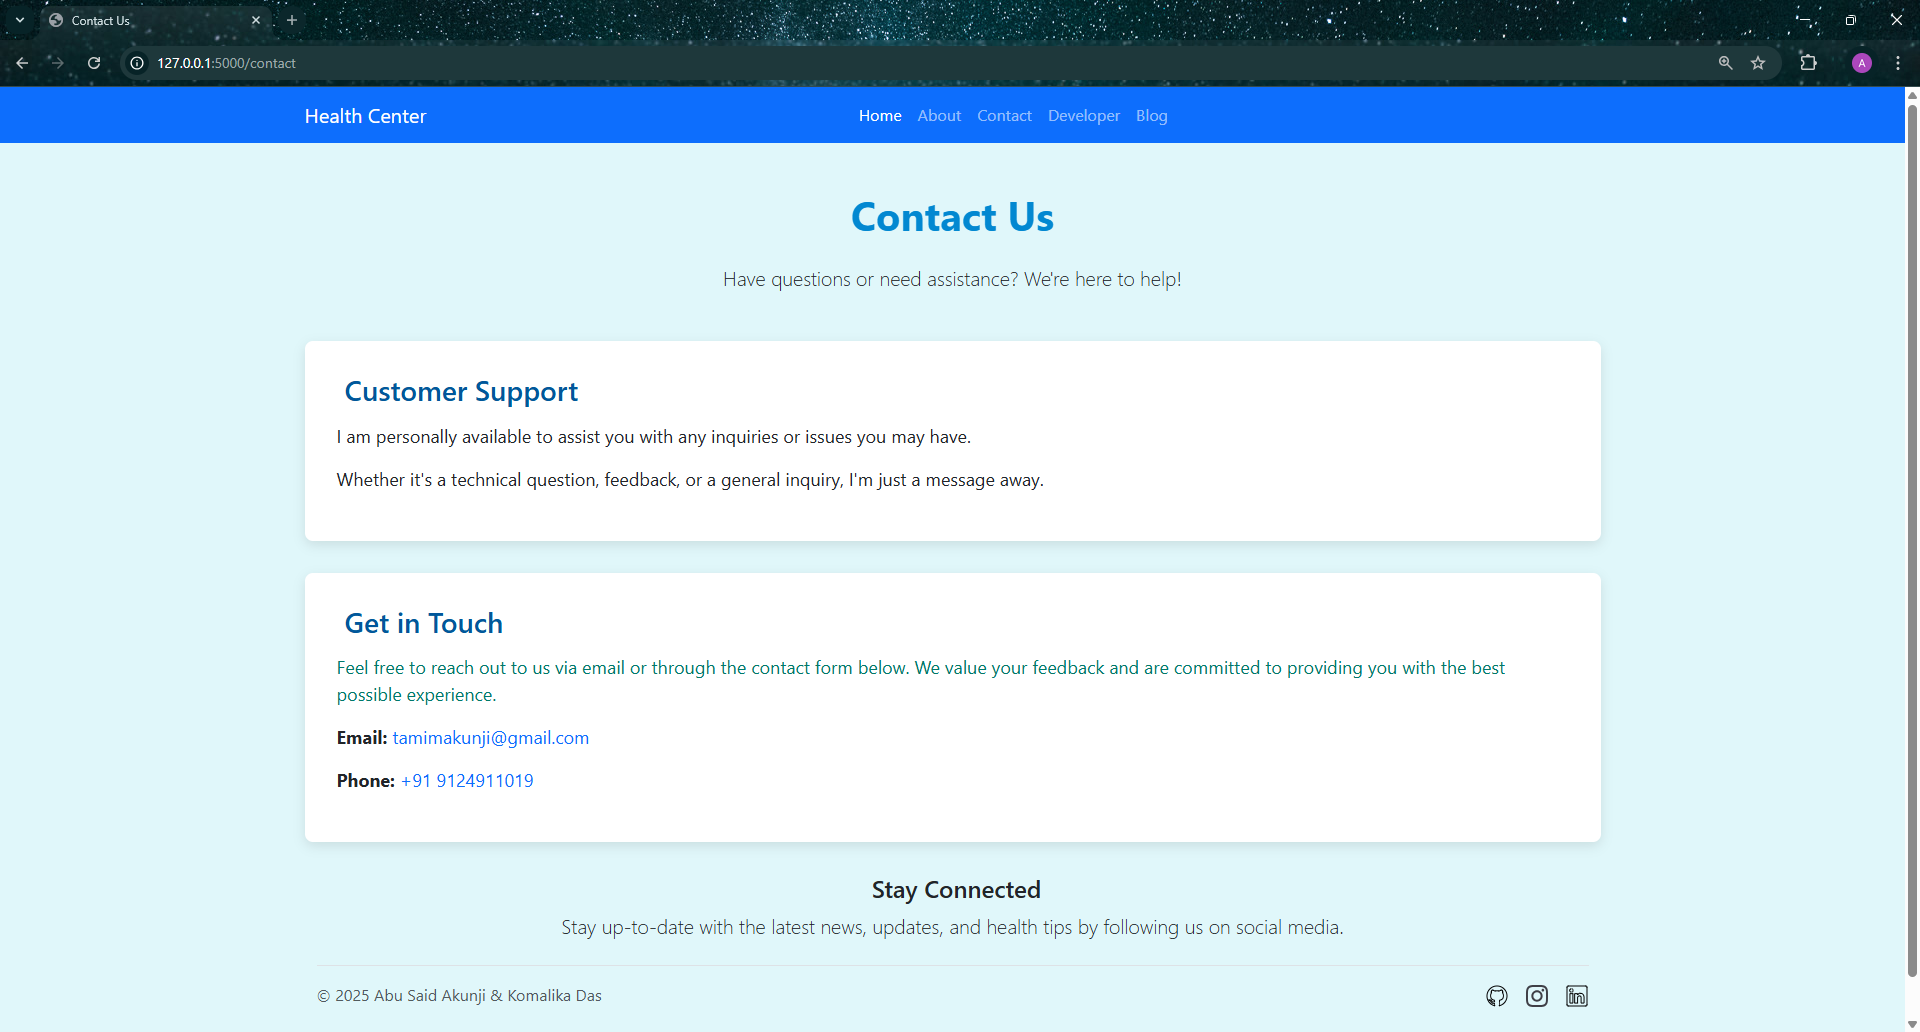 Contact Us
127.0.0.1:5000/contact
A
Health Center
Home About Contact Developer Blog
Contact Us
Have questions or need assistance? We're here to help!
Customer Support
I am personally available to assist you with any inquiries or issues you may have.
Whether it's a technical question, feedback, or a general inquiry, I'm just a message away.
Get in Touch
Feel free to reach out to us via email or through the contact form below. We value your feedback and are committed to providing you with the best
possible experience.
Email: tamimakunji@gmail.com
Phone: +91 9124911019
Stay Connected
Stay up-to-date with the latest news, updates, and health tips by following us on social media.
© 2025 Abu Said Akunji & Komalika Das